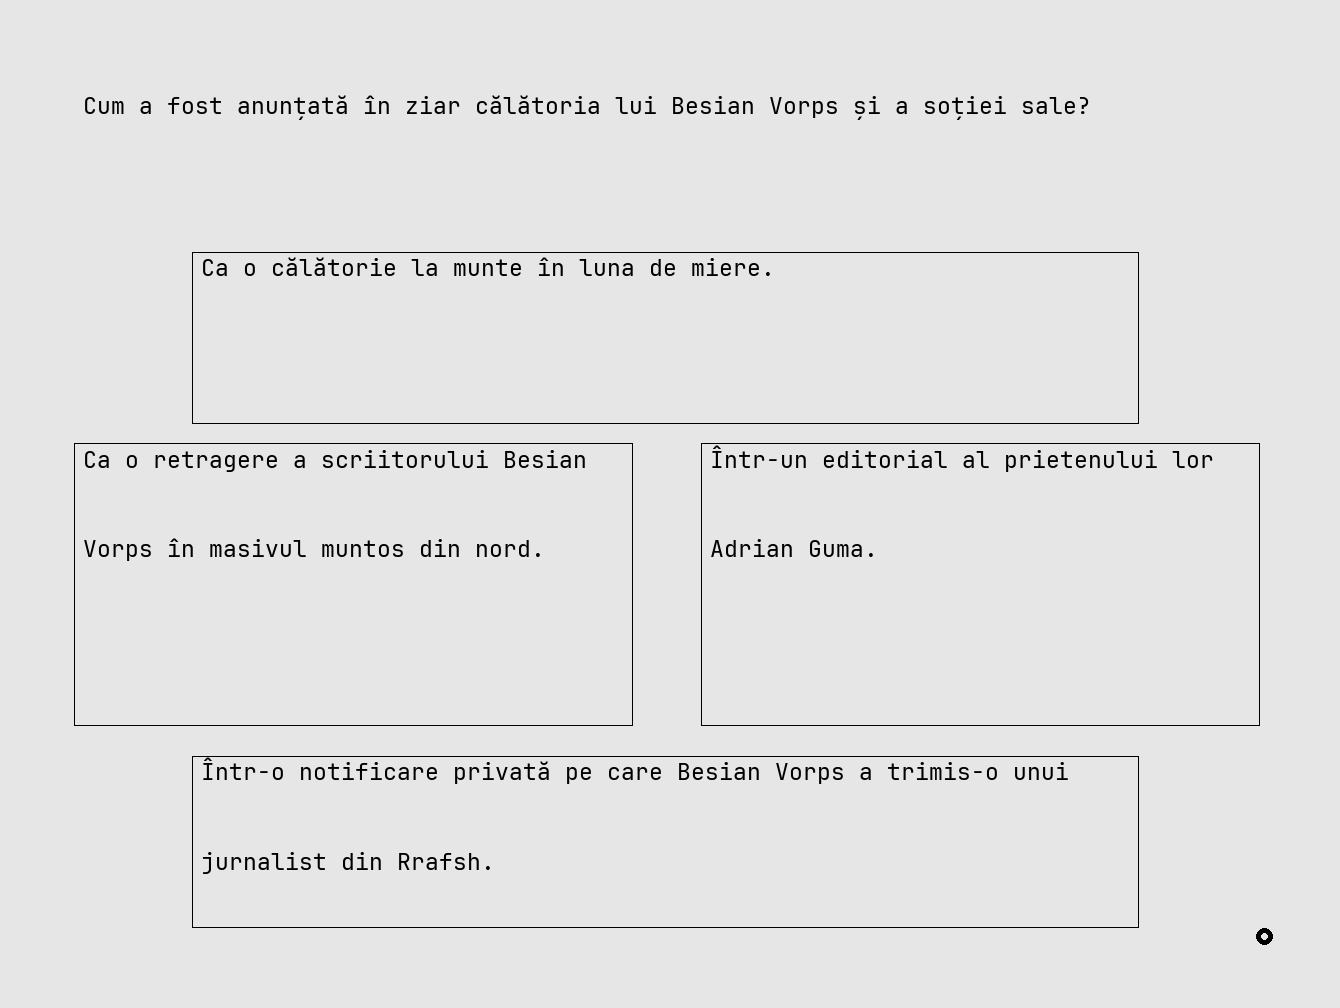 Cum a fost anunțată în ziar călătoria lui Besian Vorps și a soției sale?
Ca o călătorie la munte în luna de miere.
Ca o retragere a scriitorului Besian
Vorps în masivul muntos din nord.
Într-un editorial al prietenului lor
Adrian Guma.
Într-o notificare privată pe care Besian Vorps a trimis-o unui
jurnalist din Rrafsh.